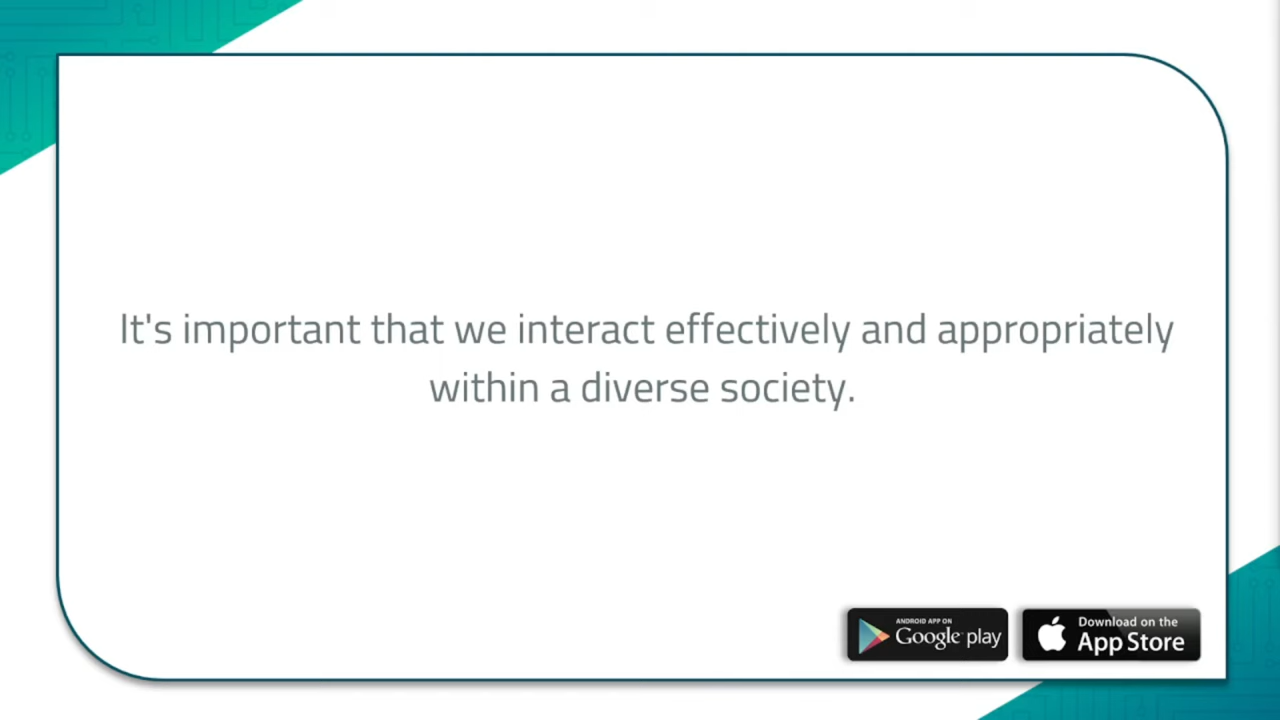 It's important that we interact effectively and appropriately
within a diverse society.
ANDROID APP ON
Google play
Download on the
App Store